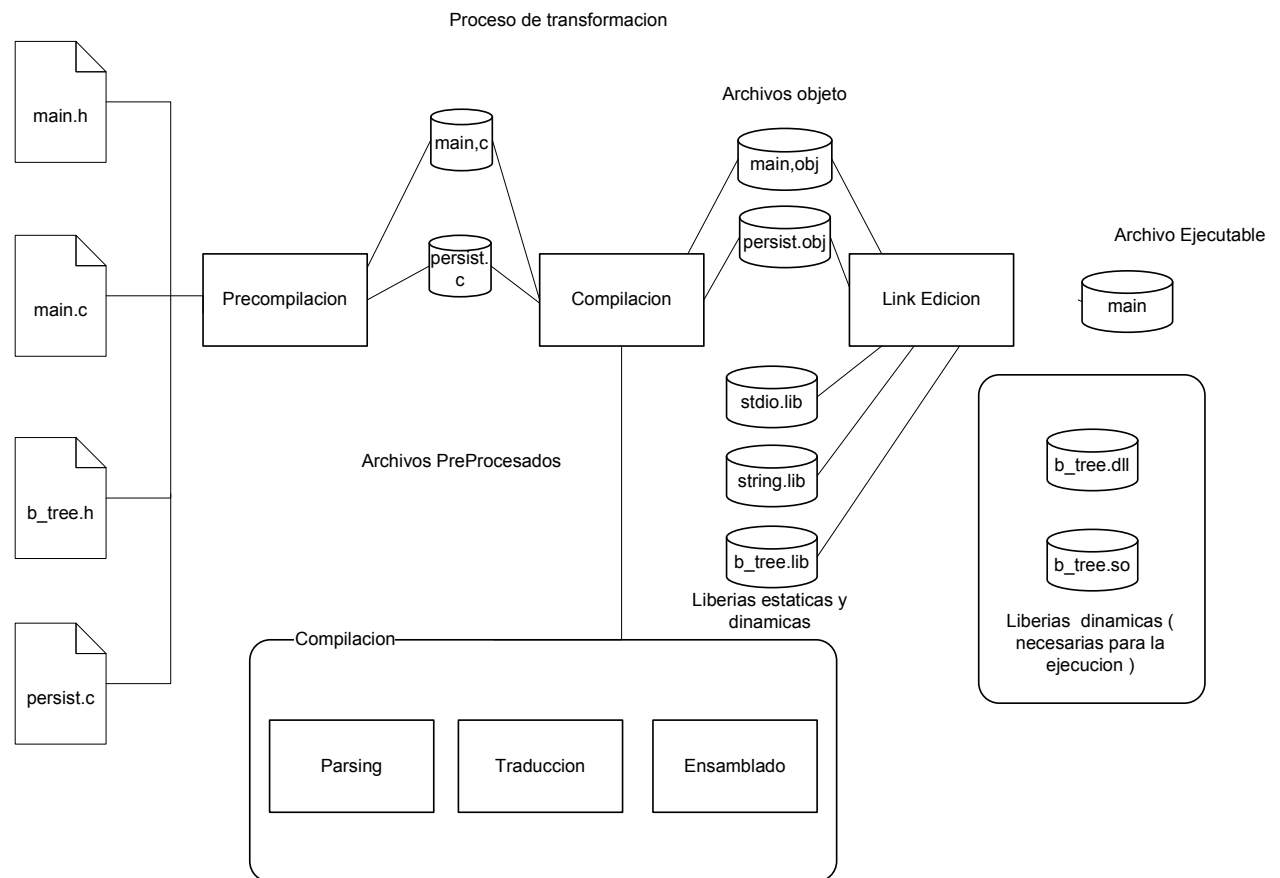 Proceso de transformacion
main.h
main.c
b_tree.h
persist.c
Precompilacion
main,c
persist.
c
Archivos PreProcesados
Compilacion
Archivos objeto
main,obj
persist.obj
Link Edicion
stdio.lib
string.lib
b_tree.lib
Liberias estaticas y
dinamicas
Archivo Ejecutable
main
b_tree.dll
b_tree.so
Liberias dinamicas (
necesarias para la
ejecucion )
Compilacion
Parsing
Traduccion
Ensamblado